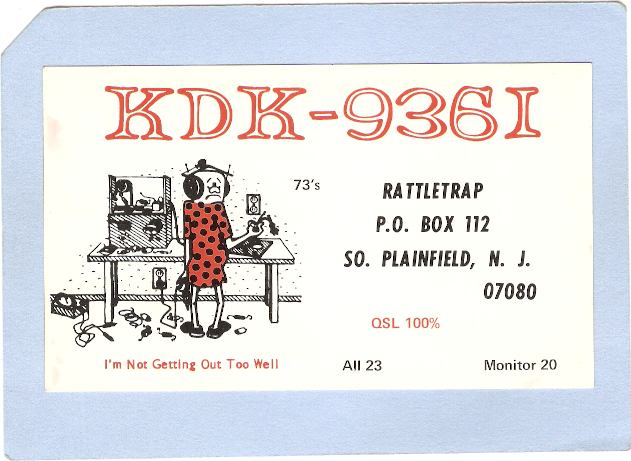 KDK-9361
73's
RATTLETRAP
P.O. BOX 112
SO. PLAINFIELD, N. J.
07080
QSL 100%
I'm Not Getting Out Too Well
All 23
Monitor 20